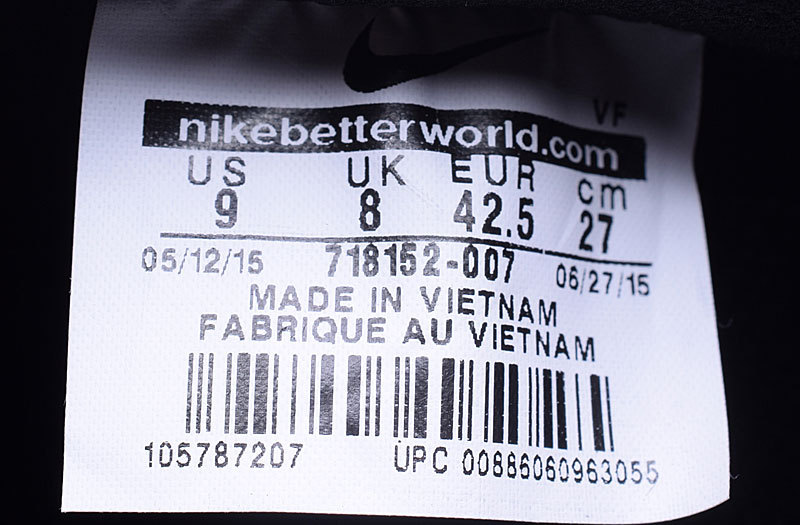 VF
nikebetterworld.com
US UK EUR cm
9 8 42.5 27
05/12/15 718152-007 06/27/15
MADE IN VIETNAM
FABRIQUE AU VIETNAM
105787207 UPC 00886060963055